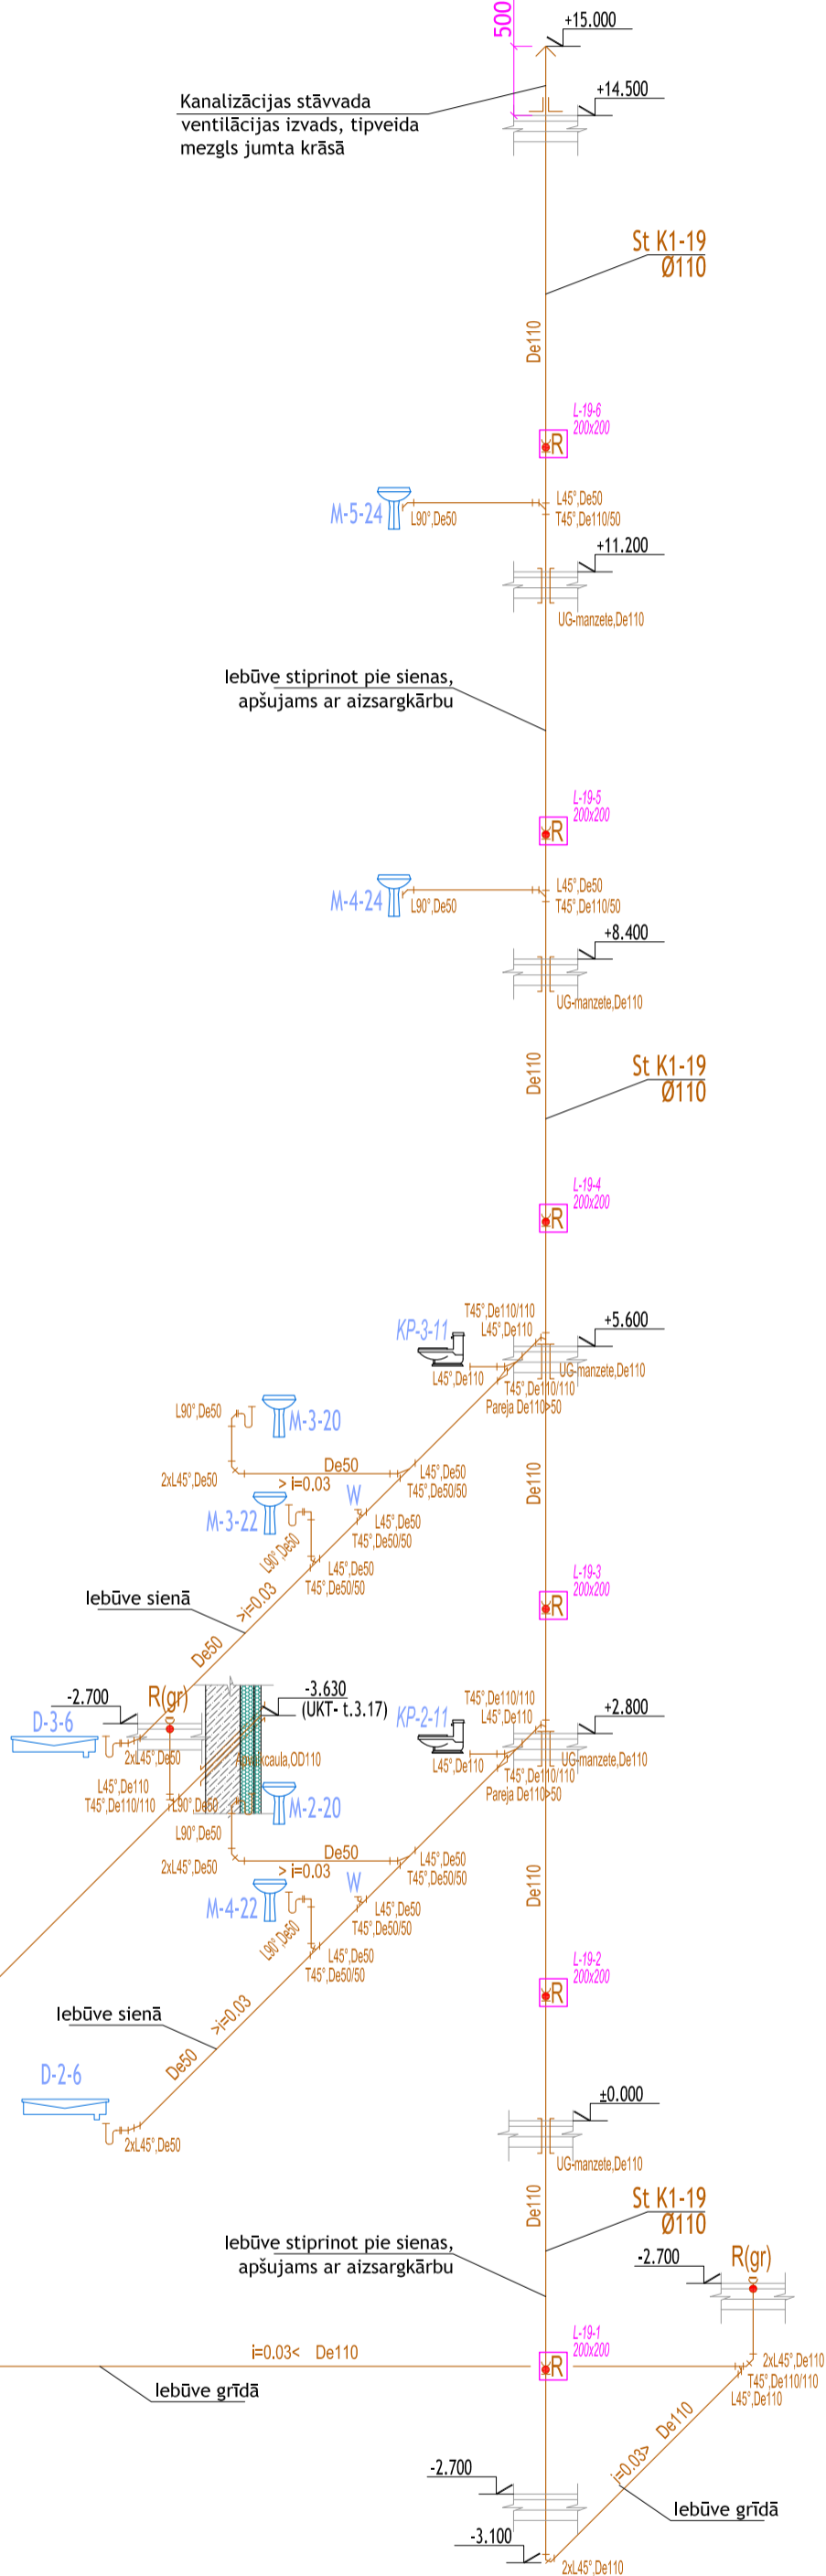 500
+15.000
+14.500
Kanalizācijas stāvvada
ventilācijas izvads, tipveida
mezgls jumta krāsā
St K1-19
Ø110
De110
L-19-6
200x200
R
M-5-24
L90°,De50
L45°,De50
T45°,De110/50
+11.200
UG-manzete,De110
Iebūve stiprinot pie sienas,
apšujams ar aizsargkārbu
L-19-5
200x200
R
M-4-24
L90°,De50
L45°,De50
T45°,De110/50
+8.400
UG-manzete,De110
De110
St K1-19
Ø110
L-19-4
200x200
R
T45°,De110/110
L45°,De110
+5.600
KP-3-11
L45°,De110
UG-manzete,De110
T45°,De110/110
Pareja De110>50
L90°,De50
M-3-20
De50
2xL45°,De50
> i=0.03
L45°,De50
T45°,De50/50
De110
M-3-22
W
L45°,De50
T45°,De50/50
L90°,De50
L45°,De50
T45°,De50/50
L-19-3
200x200
R
Iebūve sienā
>i=0.03
De50
-2.700
R(gr)
-3.630
(UKT- t.3.17)
D-3-6
2xL45°,De50
L45°,De110
T45°,De110/110
T45°,De110/110
L45°,De110
+2.800
KP-2-11
L45°,De110
UG-manzete,De110
T45°,De110/110
Pareja De110>50
L90°,De50
M-2-20
L90°,De50
De50
2xL45°,De50
> i=0.03
L45°,De50
T45°,De50/50
De110
M-4-22
W
L45°,De50
T45°,De50/50
L90°,De50
L45°,De50
T45°,De50/50
L-19-2
200x200
R
Iebūve sienā
>i=0.03
De50
D-2-6
2xL45°,De50
±0.000
UG-manzete,De110
De110
St K1-19
Ø110
Iebūve stiprinot pie sienas,
apšujams ar aizsargkārbu
-2.700
R(gr)
L-19-1
200x200
R
i=0.03< De110
Iebūve grīdā
2xL45°,De110
T45°,De110/110
L45°,De110
i=0.03> De110
-2.700
Iebūve grīdā
-3.100
2xL45°,De110